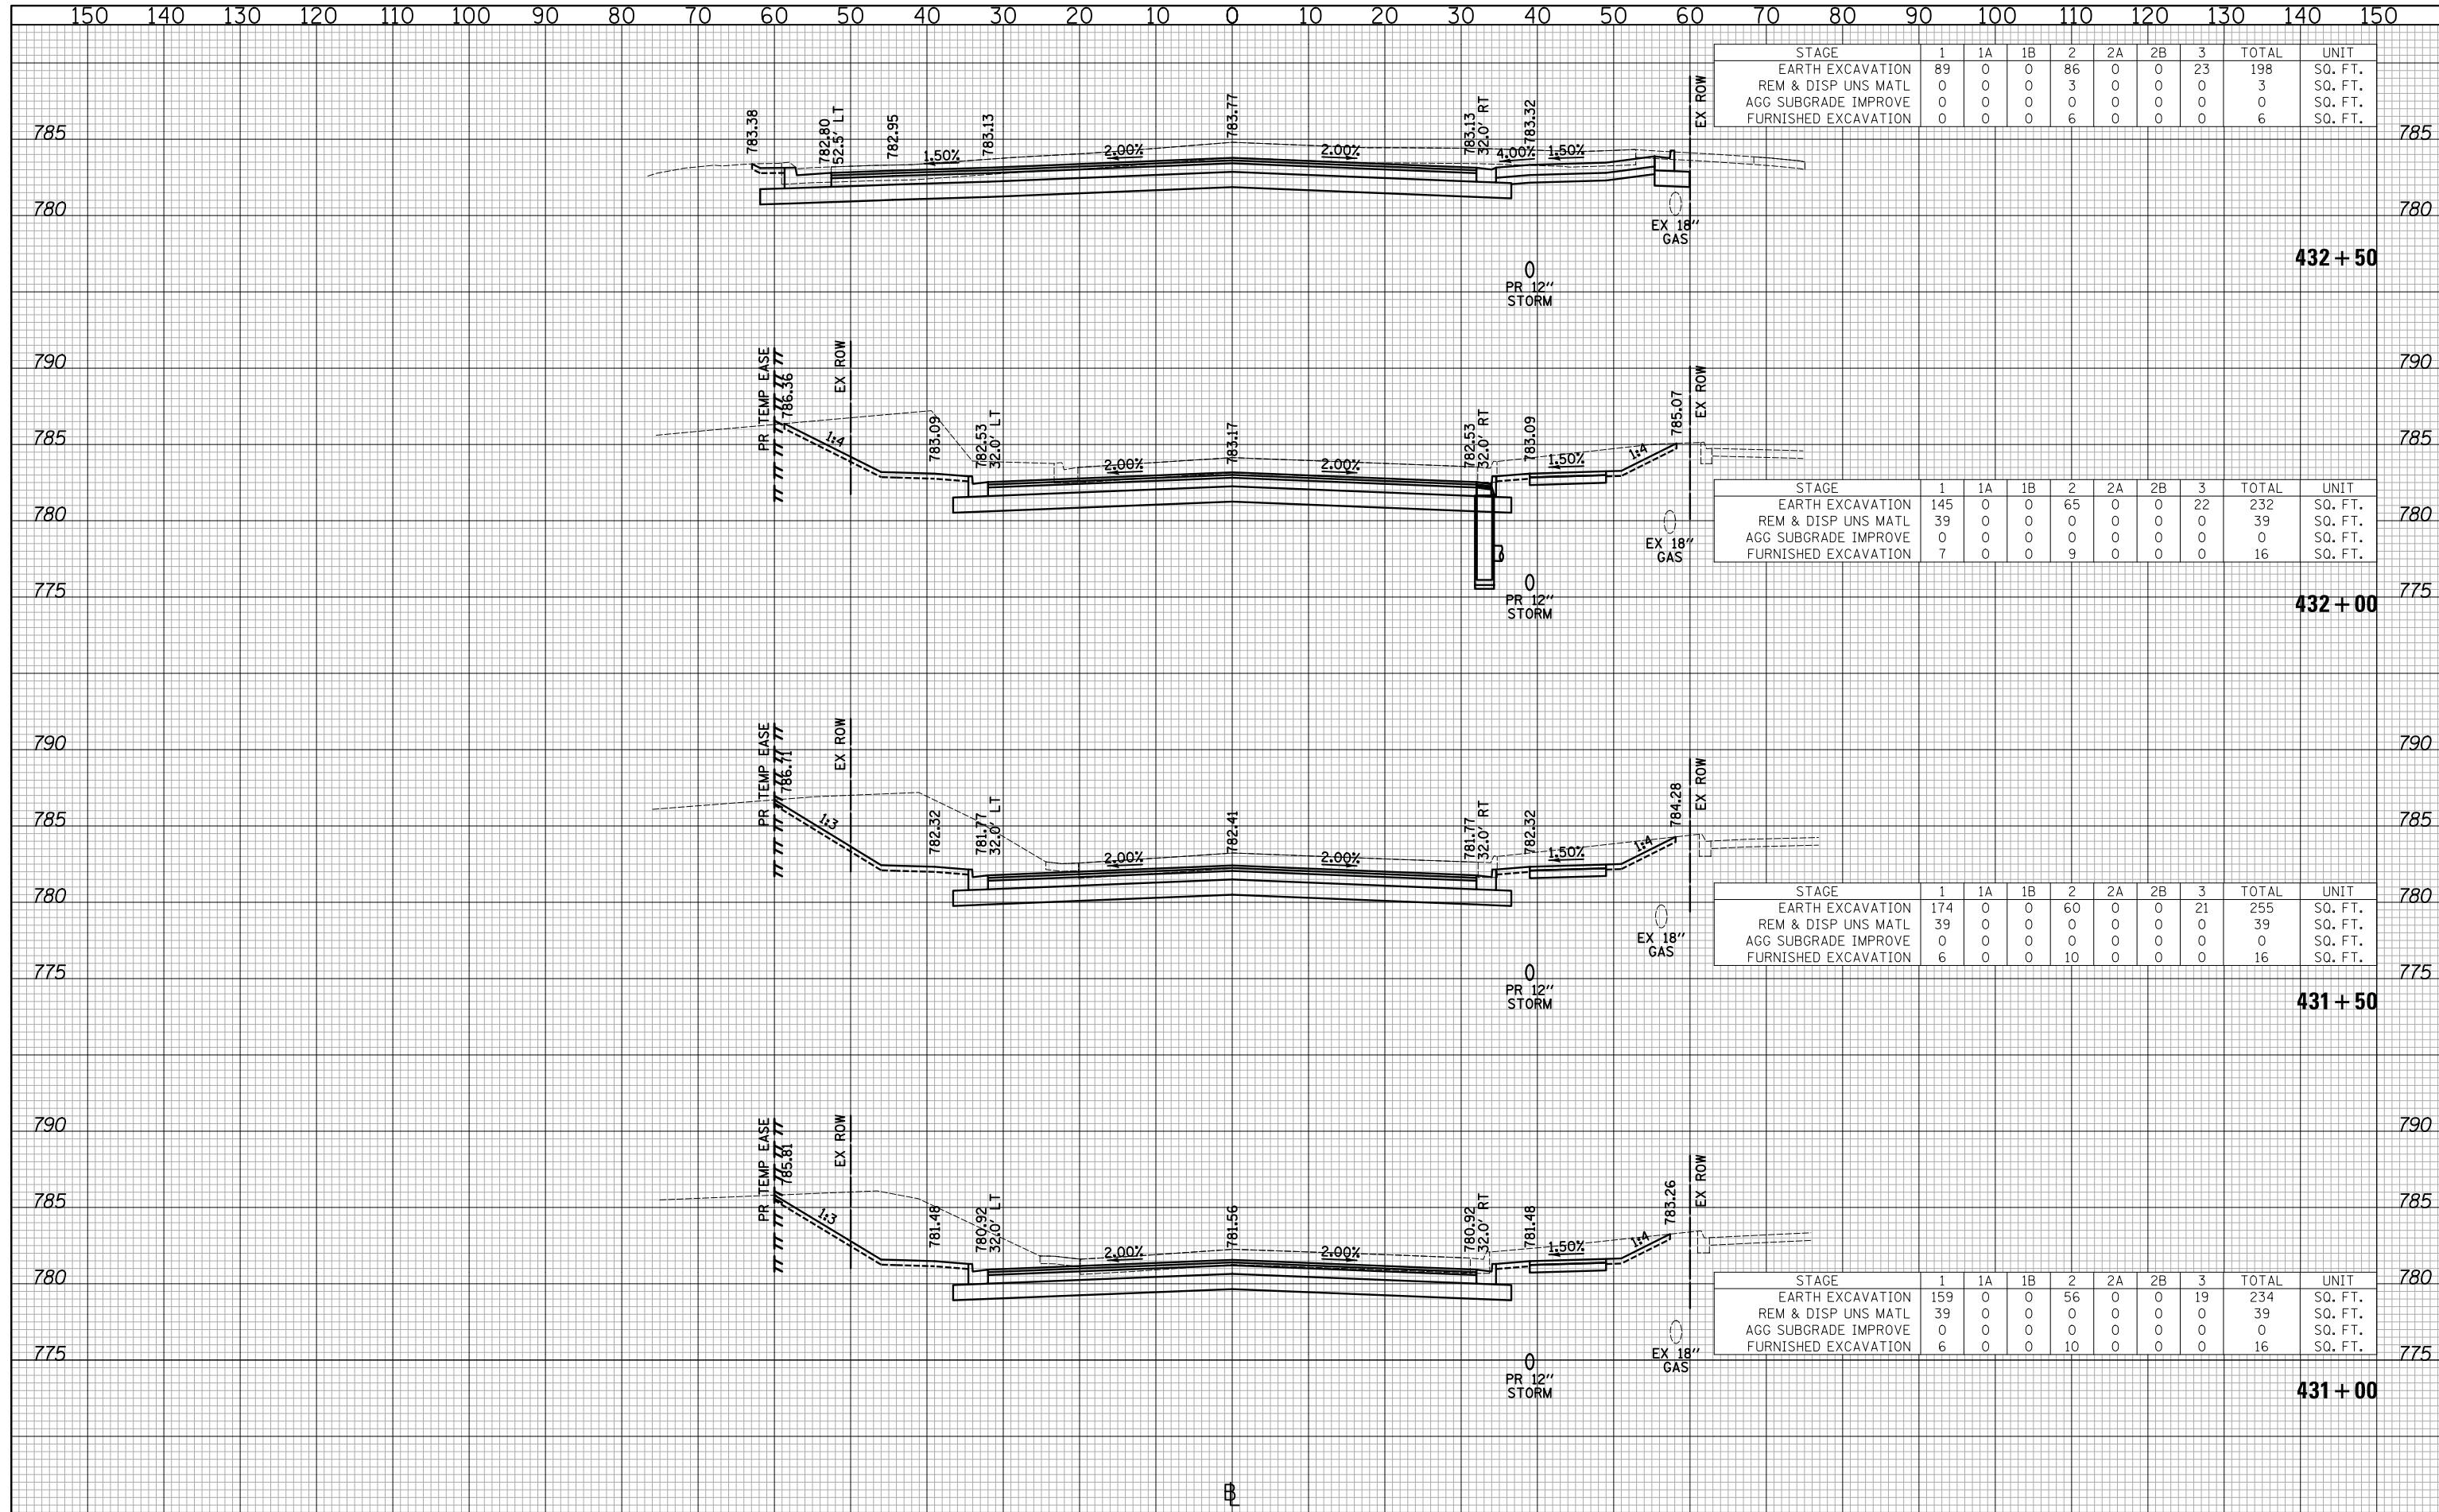 150 140 130 120 110 100 90 80 70 60 50 40 30 20 10 0 10 20 30 40 50 60 70 80 90 100 110 120 130 140 150
STAGE 1 1A 1B 2 2A 2B 3 TOTAL UNIT
EARTH EXCAVATION 89 0 0 86 0 0 23 198 SQ. FT.
REM & DISP UNS MATL 0 0 0 3 0 0 0 3 SQ. FT.
AGG SUBGRADE IMPROVE 0 0 0 0 0 0 0 0 SQ. FT.
FURNISHED EXCAVATION 0 0 0 6 0 0 0 6 SQ. FT.
785
783.38
782.80
52.5' LT
782.95
783.13
783.77
783.13
32.0' RT
783.32
EX ROW
785
1.50%
2.00%
2.00%
4.00%
1.50%
780
780
EX 18"
GAS
432+50
PR 12"
STORM
790
790
PR TEMP EASE
786.36
EX ROW
783.09
782.53
32.0' LT
783.17
782.53
32.0' RT
783.09
785.07
EX ROW
785
785
1:4
2.00%
2.00%
1.50%
1:4
STAGE 1 1A 1B 2 2A 2B 3 TOTAL UNIT
EARTH EXCAVATION 145 0 0 65 0 0 22 232 SQ. FT.
REM & DISP UNS MATL 39 0 0 0 0 0 0 39 SQ. FT.
AGG SUBGRADE IMPROVE 0 0 0 0 0 0 0 0 SQ. FT.
FURNISHED EXCAVATION 7 0 0 9 0 0 0 16 SQ. FT.
780
780
EX 18"
GAS
775
775
PR 12"
STORM
432+00
790
790
PR TEMP EASE
786.71
EX ROW
782.32
781.77
32.0' LT
782.41
781.77
32.0' RT
782.32
784.28
EX ROW
785
785
1:3
2.00%
2.00%
1.50%
1:4
780
780
STAGE 1 1A 1B 2 2A 2B 3 TOTAL UNIT
EARTH EXCAVATION 174 0 0 60 0 0 21 255 SQ. FT.
REM & DISP UNS MATL 39 0 0 0 0 0 0 39 SQ. FT.
AGG SUBGRADE IMPROVE 0 0 0 0 0 0 0 0 SQ. FT.
FURNISHED EXCAVATION 6 0 0 10 0 0 0 16 SQ. FT.
EX 18"
GAS
775
775
PR 12"
STORM
431+50
790
790
PR TEMP EASE
785.81
EX ROW
781.48
780.92
32.0' LT
781.56
780.92
32.0' RT
781.48
783.26
EX ROW
785
785
1:3
2.00%
2.00%
1.50%
1:4
780
780
STAGE 1 1A 1B 2 2A 2B 3 TOTAL UNIT
EARTH EXCAVATION 159 0 0 56 0 0 19 234 SQ. FT.
REM & DISP UNS MATL 39 0 0 0 0 0 0 39 SQ. FT.
AGG SUBGRADE IMPROVE 0 0 0 0 0 0 0 0 SQ. FT.
FURNISHED EXCAVATION 6 0 0 10 0 0 0 16 SQ. FT.
EX 18"
GAS
775
775
PR 12"
STORM
431+00
BL